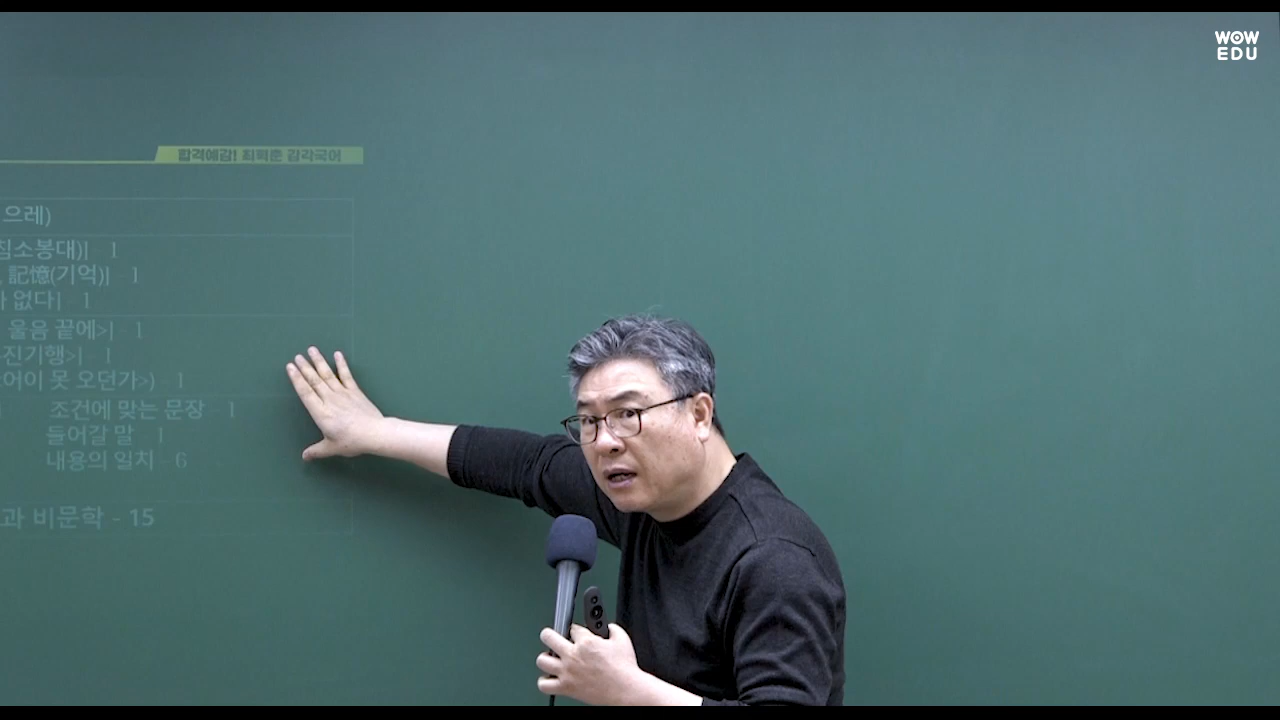 WOW
EDU
합격예감! 최혁춘 감각국어
으레)
침소봉대)] - 1
記憶(기억)] - 1
없다] - 1
울음 끝에>] - 1
진기행>] - 1
어이 못 오던가>) - 1
조건에 맞는 문장 - 1
들어갈 말 - 1
내용의 일치 - 6
과 비문학 - 15